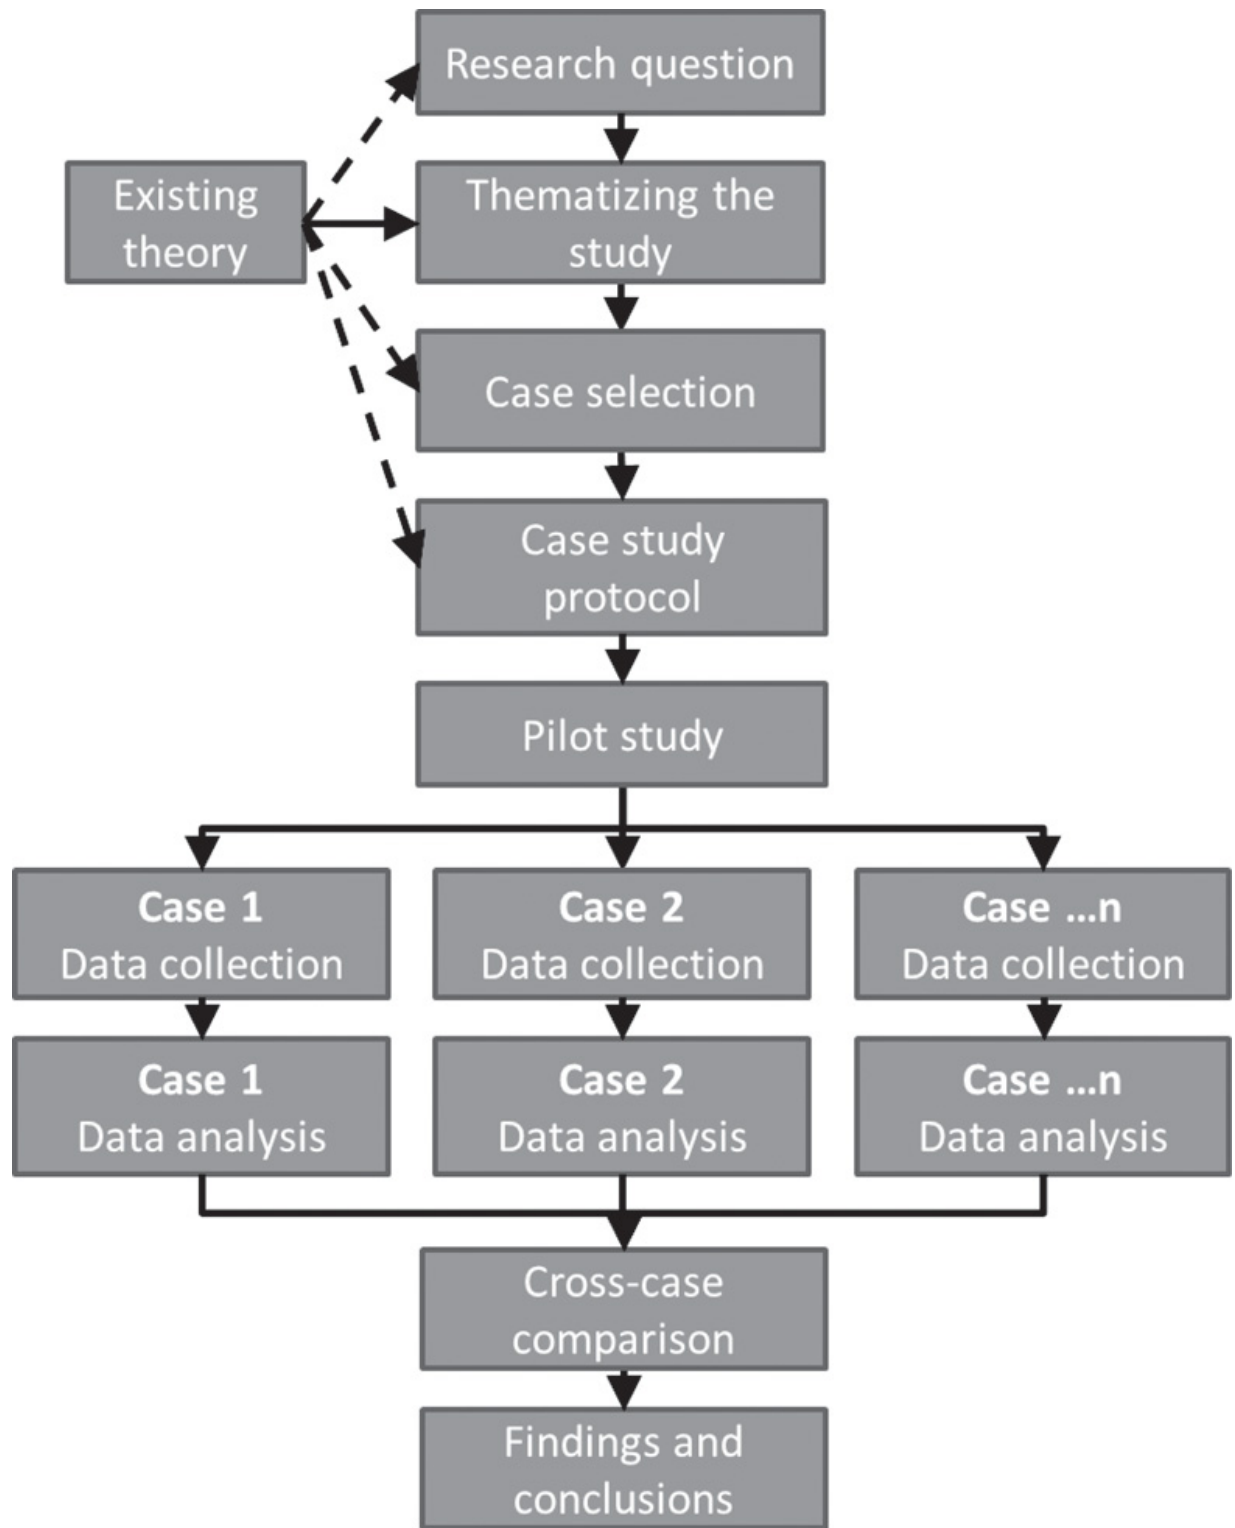 Research question
Existing
theory
Thematizing the
study
Case selection
Case study
protocol
Pilot study
Case 1
Data collection
Case 2
Data collection
Case ...n
Data collection
Case 1
Data analysis
Case 2
Data analysis
Case ...n
Data analysis
Cross-case
comparison
Findings and
conclusions